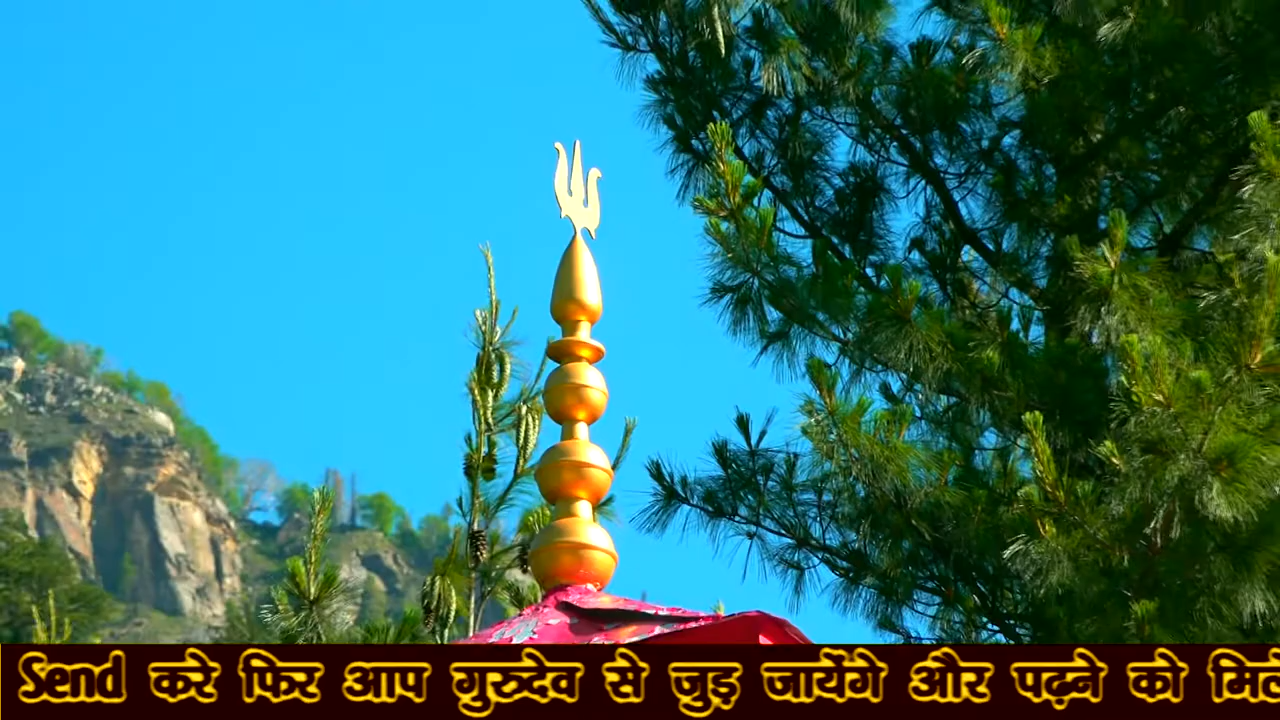 Send करे फिर आप गुरुदेव से जुड़ जायेंगे और पढ़ने को